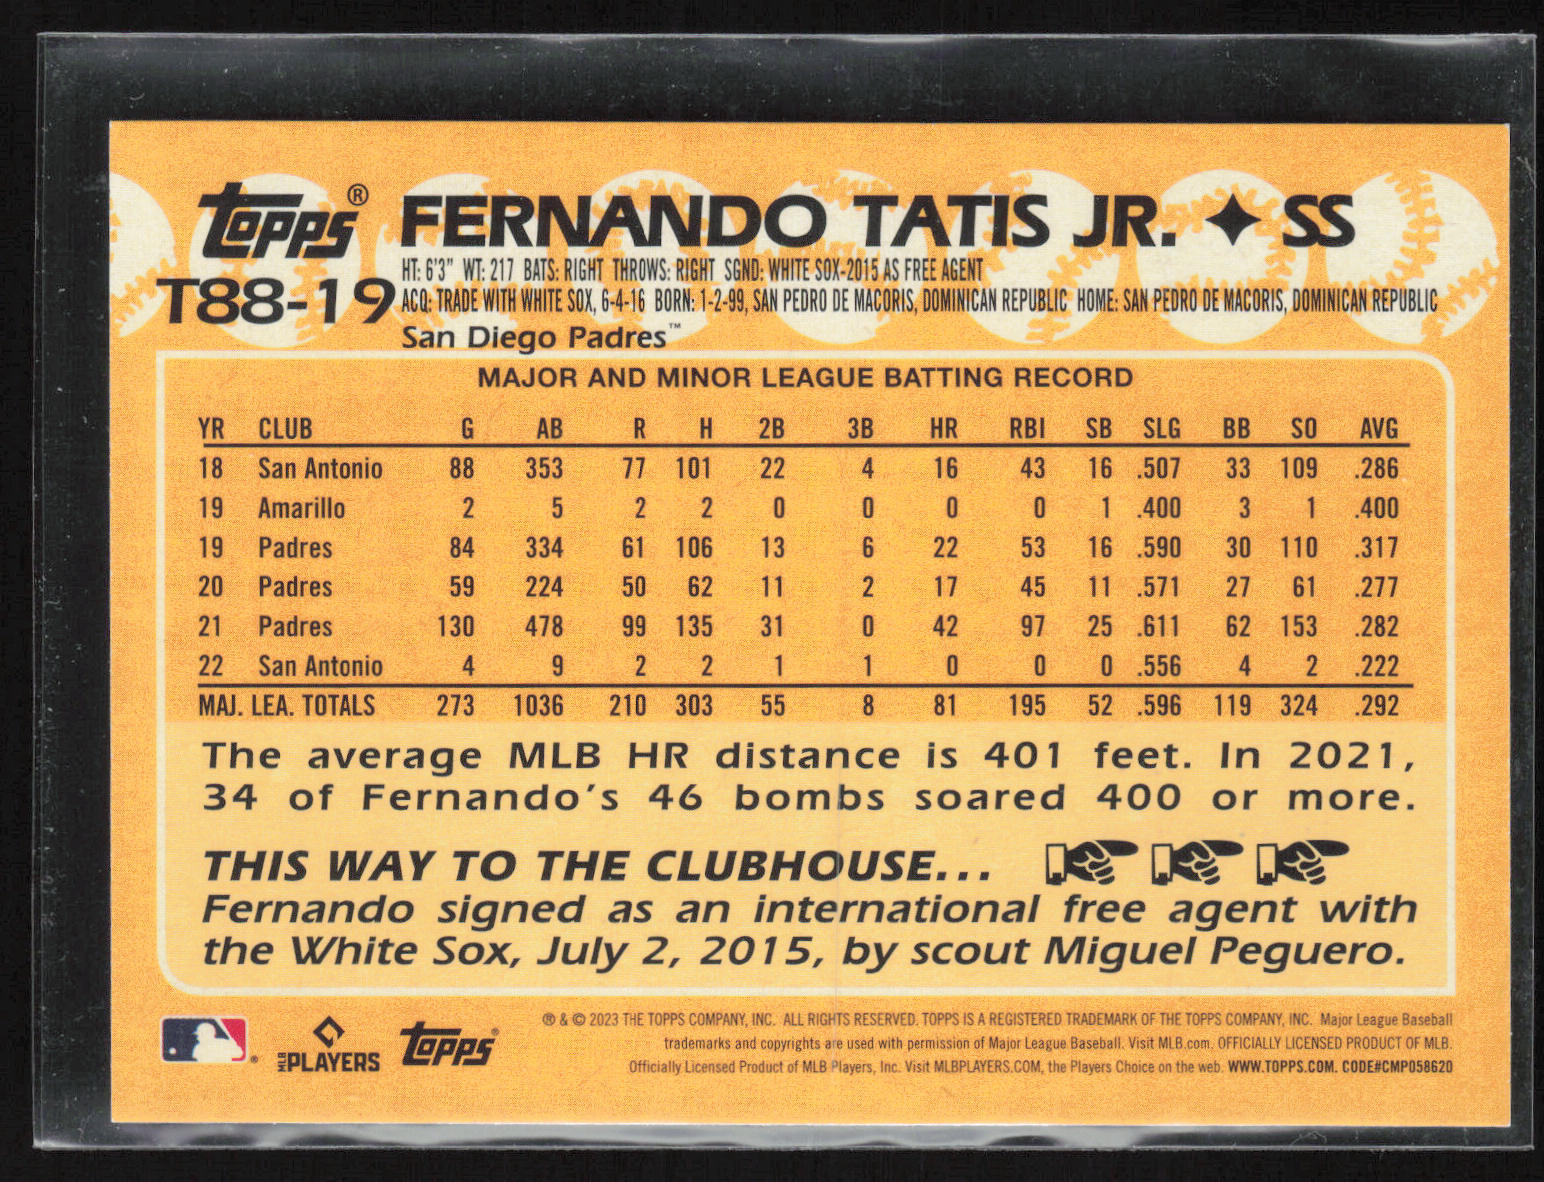 Topps® FERNANDO TATIS JR. ✦ SS
T88-19
HT: 6'3" WT: 217 BATS: RIGHT THROWS: RIGHT SGND: WHITE SOX-2015 AS FREE AGENT
ACQ: TRADE WITH WHITE SOX, 6-4-16 BORN: 1-2-99, SAN PEDRO DE MACORIS, DOMINICAN REPUBLIC HOME: SAN PEDRO DE MACORIS, DOMINICAN REPUBLIC
San Diego Padres™
MAJOR AND MINOR LEAGUE BATTING RECORD
YR CLUB G AB R H 2B 3B HR RBI SB SLG BB SO AVG
18 San Antonio 88 353 77 101 22 4 16 43 16 .507 33 109 .286
19 Amarillo 2 5 2 2 0 0 0 0 1 .400 3 1 .400
19 Padres 84 334 61 106 13 6 22 53 16 .590 30 110 .317
20 Padres 59 224 50 62 11 2 17 45 11 .571 27 61 .277
21 Padres 130 478 99 135 31 0 42 97 25 .611 62 153 .282
22 San Antonio 4 9 2 2 1 1 0 0 0 .556 4 2 .222
MAJ. LEA. TOTALS 273 1036 210 303 55 8 81 195 52 .596 119 324 .292
The average MLB HR distance is 401 feet. In 2021,
34 of Fernando's 46 bombs soared 400 or more.
THIS WAY TO THE CLUBHOUSE...
Fernando signed as an international free agent with
the White Sox, July 2, 2015, by scout Miguel Peguero.
® & © 2023 THE TOPPS COMPANY, INC. ALL RIGHTS RESERVED. TOPPS IS A REGISTERED TRADEMARK OF THE TOPPS COMPANY, INC. Major League Baseball
trademarks and copyrights are used with permission of Major League Baseball. Visit MLB.com. OFFICIALLY LICENSED PRODUCT OF MLB.
Officially Licensed Product of MLB Players, Inc. Visit MLBPLAYERS.COM, the Players Choice on the web. WWW.TOPPS.COM. CODE#CMP058620
MLB PLAYERS
Topps®